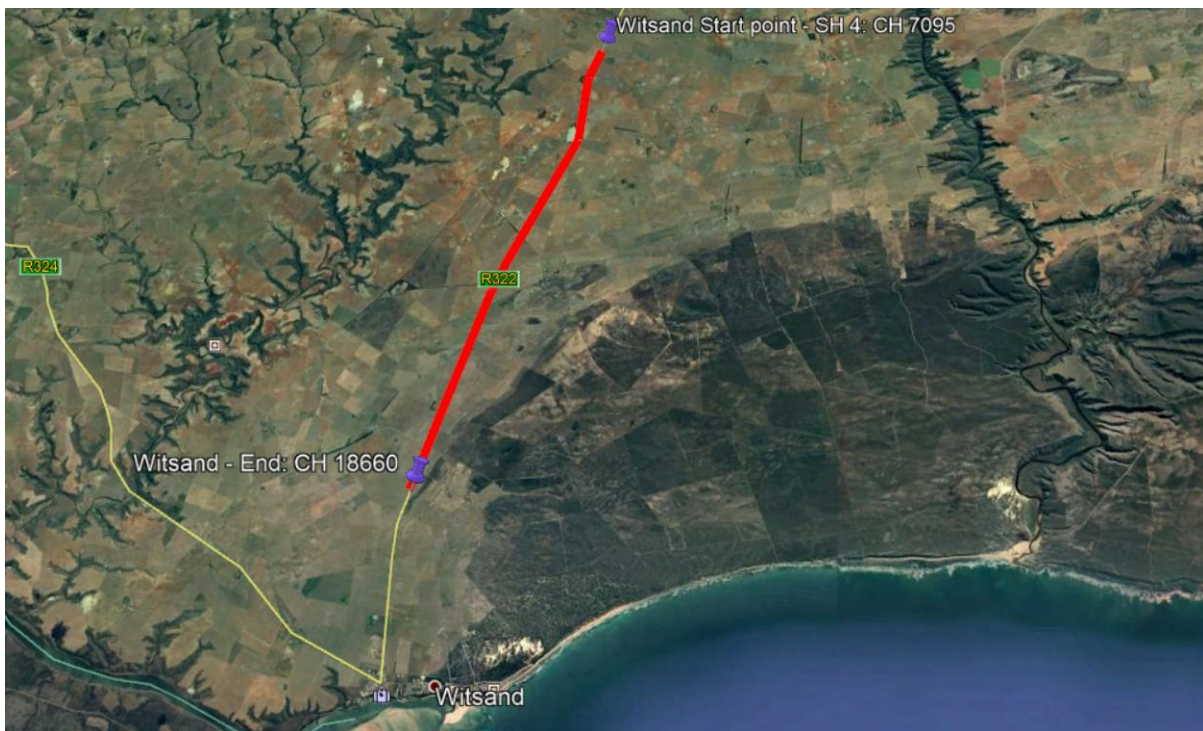 Witsand Start point - SH 4: CH 7095
R324
R322
Witsand - End: CH 18660
Witsand